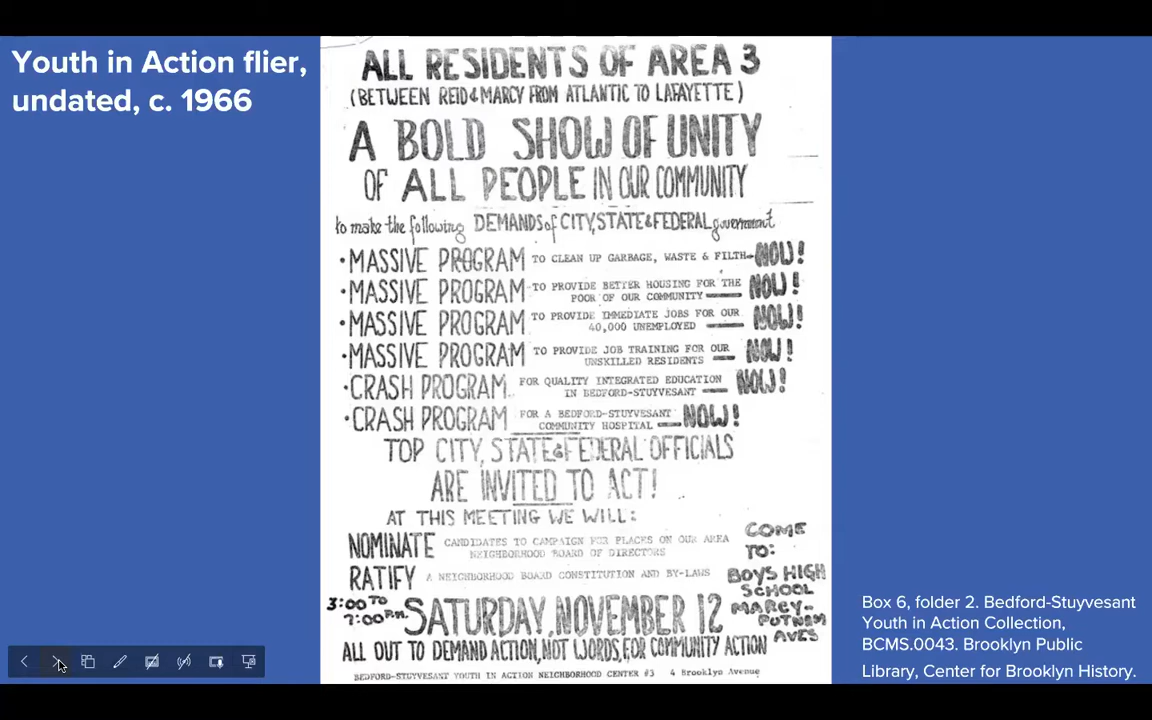 Youth in Action flier,
undated, c. 1966
ALL RESIDENTS OF AREA 3
(BETWEEN REID & MARCY FROM ATLANTIC TO LAFAYETTE)
A BOLD SHOW OF UNITY
OF ALL PEOPLE IN OUR COMMUNITY
to make the following DEMANDS of CITY, STATE & FEDERAL government
• MASSIVE PROGRAM TO CLEAN UP GARBAGE, WASTE & FILTH— NOW!
• MASSIVE PROGRAM TO PROVIDE BETTER HOUSING FOR THE
POOR OF OUR COMMUNITY — NOW!
• MASSIVE PROGRAM TO PROVIDE IMMEDIATE JOBS FOR OUR
40,000 UNEMPLOYED — NOW!
• MASSIVE PROGRAM TO PROVIDE JOB TRAINING FOR OUR
UNSKILLED RESIDENTS — NOW!
• CRASH PROGRAM FOR QUALITY INTEGRATED EDUCATION
IN BEDFORD-STUYVESANT — NOW!
• CRASH PROGRAM FOR A BEDFORD-STUYVESANT
COMMUNITY HOSPITAL — NOW!
TOP CITY, STATE & FEDERAL OFFICIALS
ARE INVITED TO ACT!
AT THIS MEETING WE WILL:
NOMINATE CANDIDATES TO CAMPAIGN FOR PLACES ON OUR AREA
NEIGHBORHOOD BOARD OF DIRECTORS
RATIFY A NEIGHBORHOOD BOARD CONSTITUTION AND BY-LAWS
COME
TO:
BOYS HIGH
SCHOOL
MARCY-
PUTNAM
AVES
3:00 TO
7:00 P.M. SATURDAY, NOVEMBER 12
ALL OUT TO DEMAND ACTION, NOT WORDS, FOR COMMUNITY ACTION
BEDFORD-STUYVESANT YOUTH IN ACTION NEIGHBORHOOD CENTER #3 4 Brooklyn Avenue
Box 6, folder 2. Bedford-Stuyvesant
Youth in Action Collection,
BCMS.0043. Brooklyn Public
Library, Center for Brooklyn History.